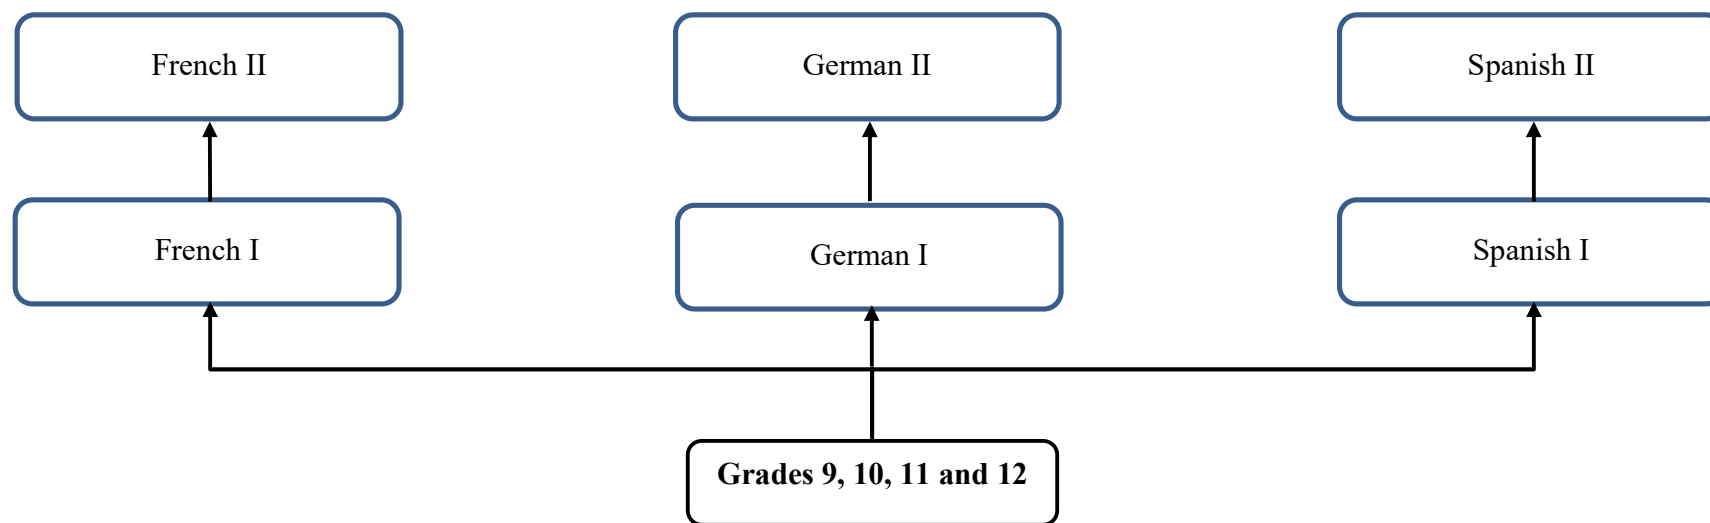 French II
German II
Spanish II
French I
German I
Spanish I
Grades 9, 10, 11 and 12